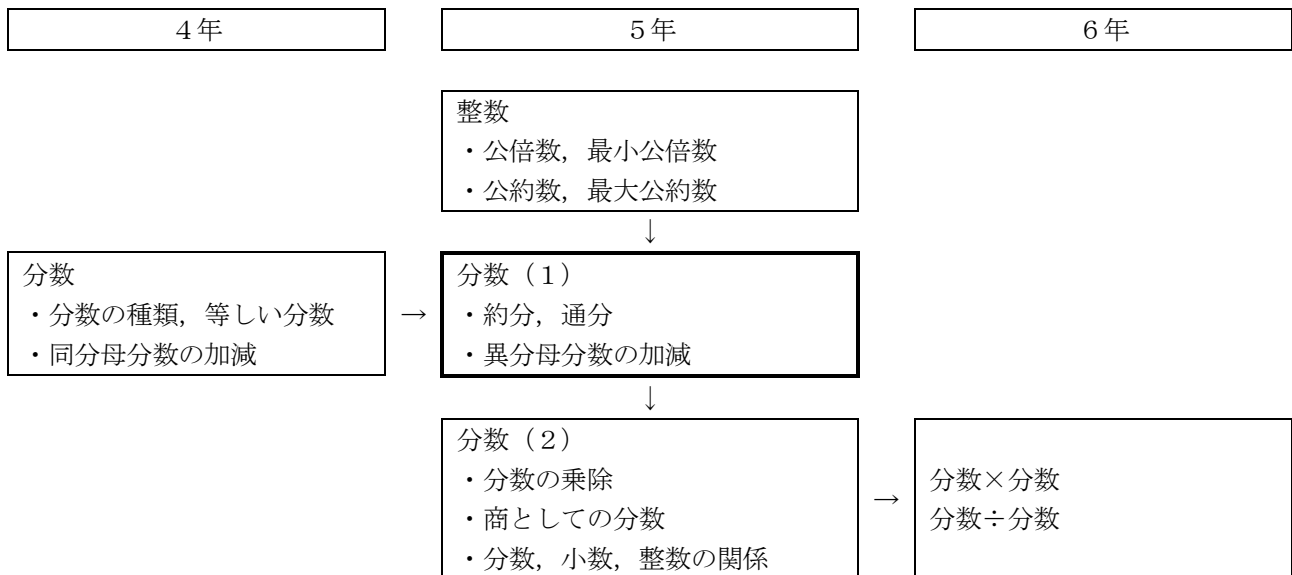 ４年
５年
６年
整数
・公倍数，最小公倍数
・公約数，最大公約数
↓
分数
・分数の種類，等しい分数
・同分母分数の加減
→
分数（１）
・約分，通分
・異分母分数の加減
↓
分数（２）
・分数の乗除
・商としての分数
・分数，小数，整数の関係
→
分数×分数
分数÷分数